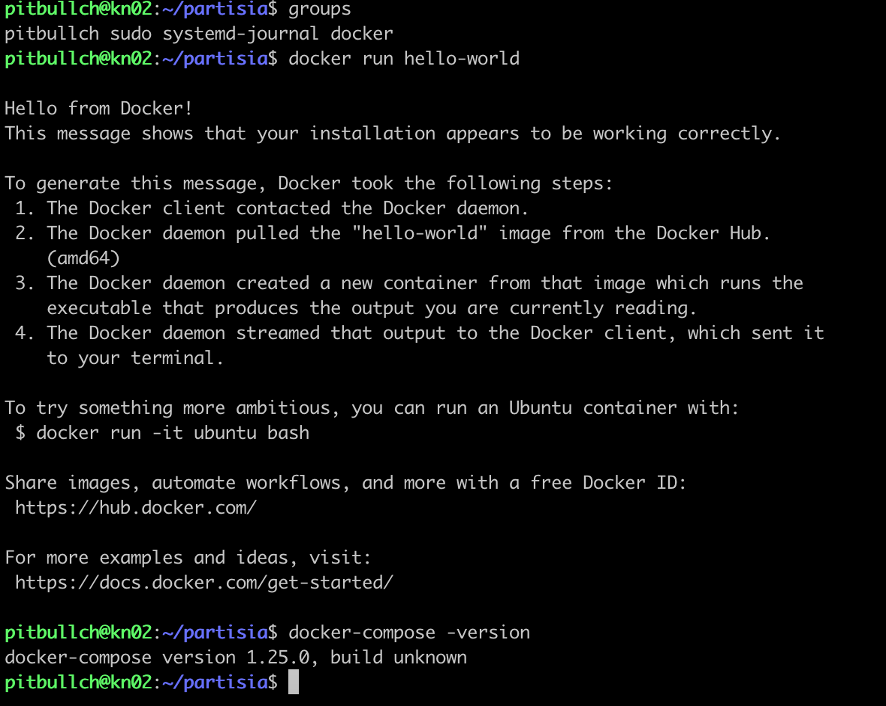 pitbullch@kn02:~/partisia$ groups
pitbullch sudo systemd-journal docker
pitbullch@kn02:~/partisia$ docker run hello-world
Hello from Docker!
This message shows that your installation appears to be working correctly.
To generate this message, Docker took the following steps:
1. The Docker client contacted the Docker daemon.
2. The Docker daemon pulled the "hello-world" image from the Docker Hub.
(amd64)
3. The Docker daemon created a new container from that image which runs the
executable that produces the output you are currently reading.
4. The Docker daemon streamed that output to the Docker client, which sent it
to your terminal.
To try something more ambitious, you can run an Ubuntu container with:
$ docker run -it ubuntu bash
Share images, automate workflows, and more with a free Docker ID:
https://hub.docker.com/
For more examples and ideas, visit:
https://docs.docker.com/get-started/
pitbullch@kn02:~/partisia$ docker-compose -version
docker-compose version 1.25.0, build unknown
pitbullch@kn02:~/partisia$